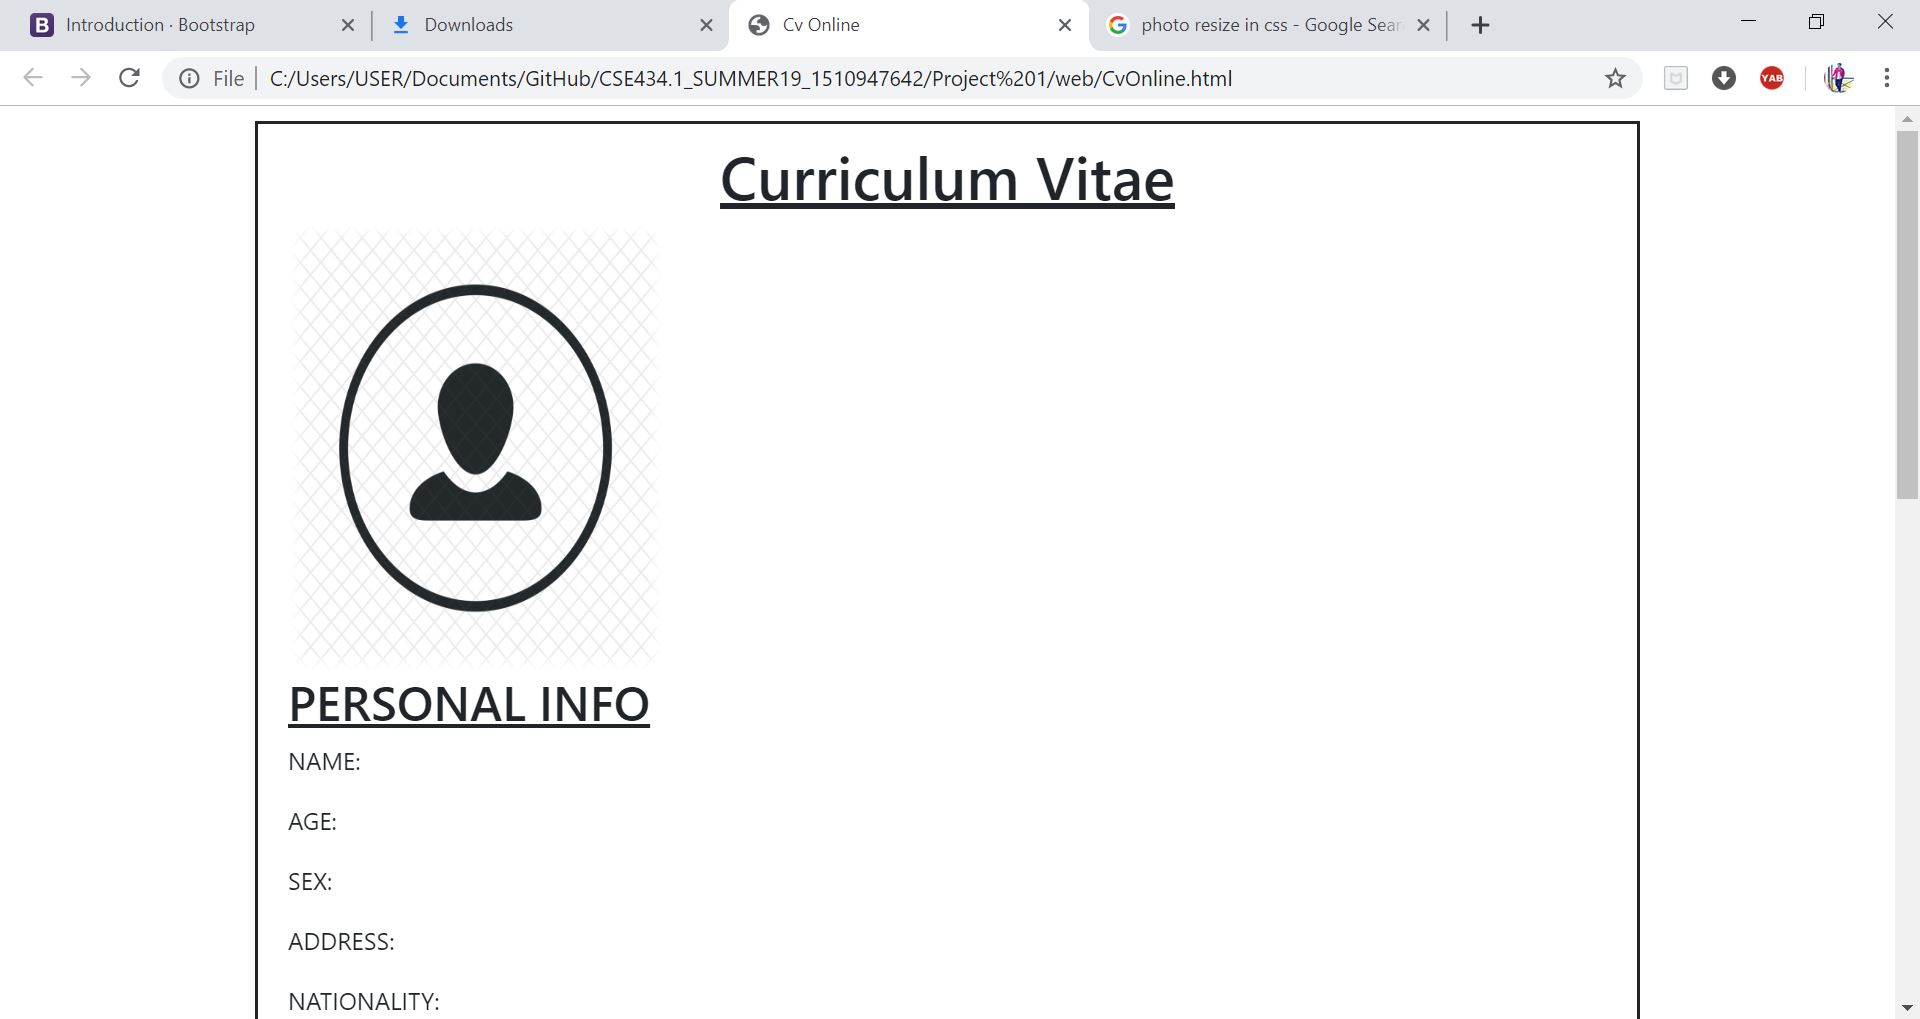 B Introduction · Bootstrap
Downloads
Cv Online
photo resize in css - Google Sear
File C:/Users/USER/Documents/GitHub/CSE434.1_SUMMER19_1510947642/Project%201/web/CvOnline.html
YAB
Curriculum Vitae
PERSONAL INFO
NAME:
AGE:
SEX:
ADDRESS:
NATIONALITY: